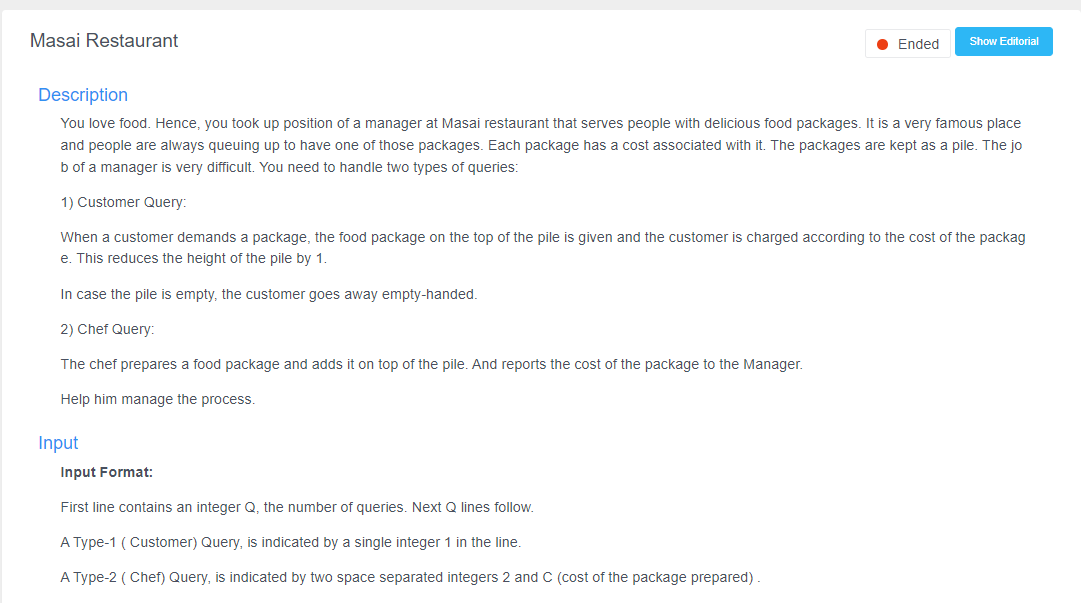 Masai Restaurant
Ended
Show Editorial
Description
You love food. Hence, you took up position of a manager at Masai restaurant that serves people with delicious food packages. It is a very famous place
and people are always queuing up to have one of those packages. Each package has a cost associated with it. The packages are kept as a pile. The jo
b of a manager is very difficult. You need to handle two types of queries:
1) Customer Query:
When a customer demands a package, the food package on the top of the pile is given and the customer is charged according to the cost of the packag
e. This reduces the height of the pile by 1.
In case the pile is empty, the customer goes away empty-handed.
2) Chef Query:
The chef prepares a food package and adds it on top of the pile. And reports the cost of the package to the Manager.
Help him manage the process.
Input
Input Format:
First line contains an integer Q, the number of queries. Next Q lines follow.
A Type-1 ( Customer) Query, is indicated by a single integer 1 in the line.
A Type-2 ( Chef) Query, is indicated by two space separated integers 2 and C (cost of the package prepared) .